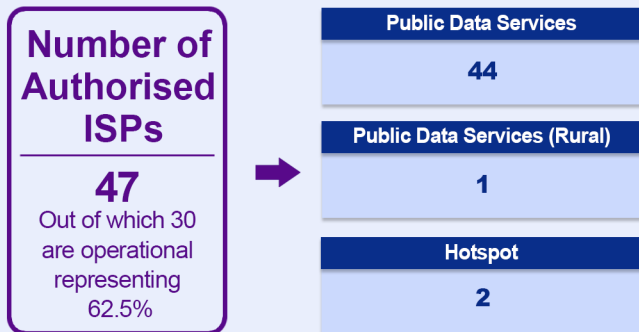 Number of
Authorised
ISPs
47
Out of which 30
are operational
representing
62.5%
Public Data Services
44
Public Data Services (Rural)
1
Hotspot
2